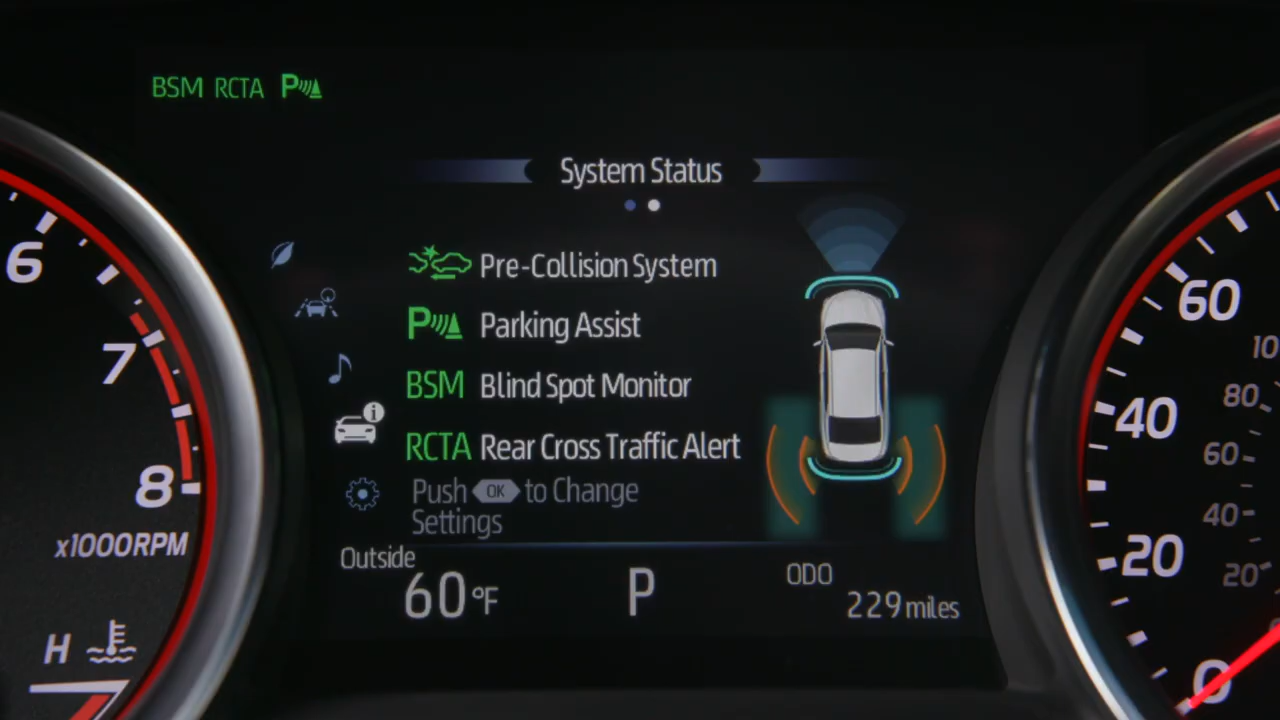 BSM RCTA P
System Status
Pre-Collision System
P Parking Assist
BSM Blind Spot Monitor
RCTA Rear Cross Traffic Alert
Push OK to Change
Settings
Outside
60°F
P
ODO
229 miles
6
7
8
x1000RPM
H
60
40
20
0
10
80
60
40
20